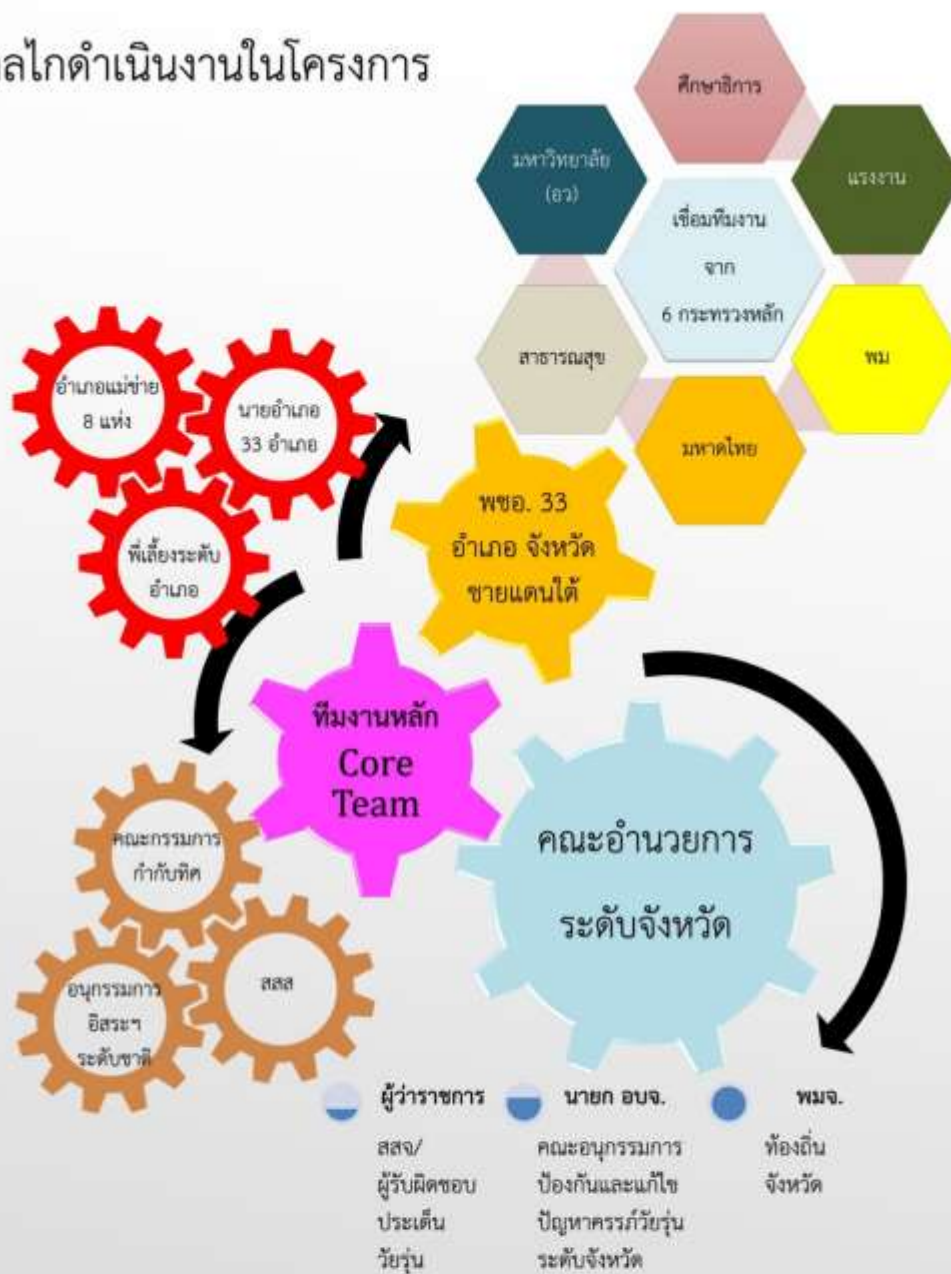 ลไกดำเนินงานในโครงการ
ศึกษาธิการ
มหาวิทยาลัย
(อว)
แรงงาน
เชื่อมทีมงาน
จาก
6 กระทรวงหลัก
สาธารณสุข
พม
มหาดไทย
อำเภอแม่ข่าย
8 แห่ง
นายอำเภอ
33 อำเภอ
พี่เลี้ยงระดับ
อำเภอ
พชอ. 33
อำเภอ จังหวัด
ชายแดนใต้
ทีมงานหลัก
Core
Team
คณะอำนวยการ
ระดับจังหวัด
คณะกรรมการ
กำกับทิศ
อนุกรรมการ
อิสระฯ
ระดับชาติ
สสส
ผู้ว่าราชการ
สสจ/
ผู้รับผิดชอบ
ประเด็น
วัยรุ่น
นายก อบจ.
คณะอนุกรรมการ
ป้องกันและแก้ไข
ปัญหาครรภ์วัยรุ่น
ระดับจังหวัด
พมจ.
ท้องถิ่น
จังหวัด